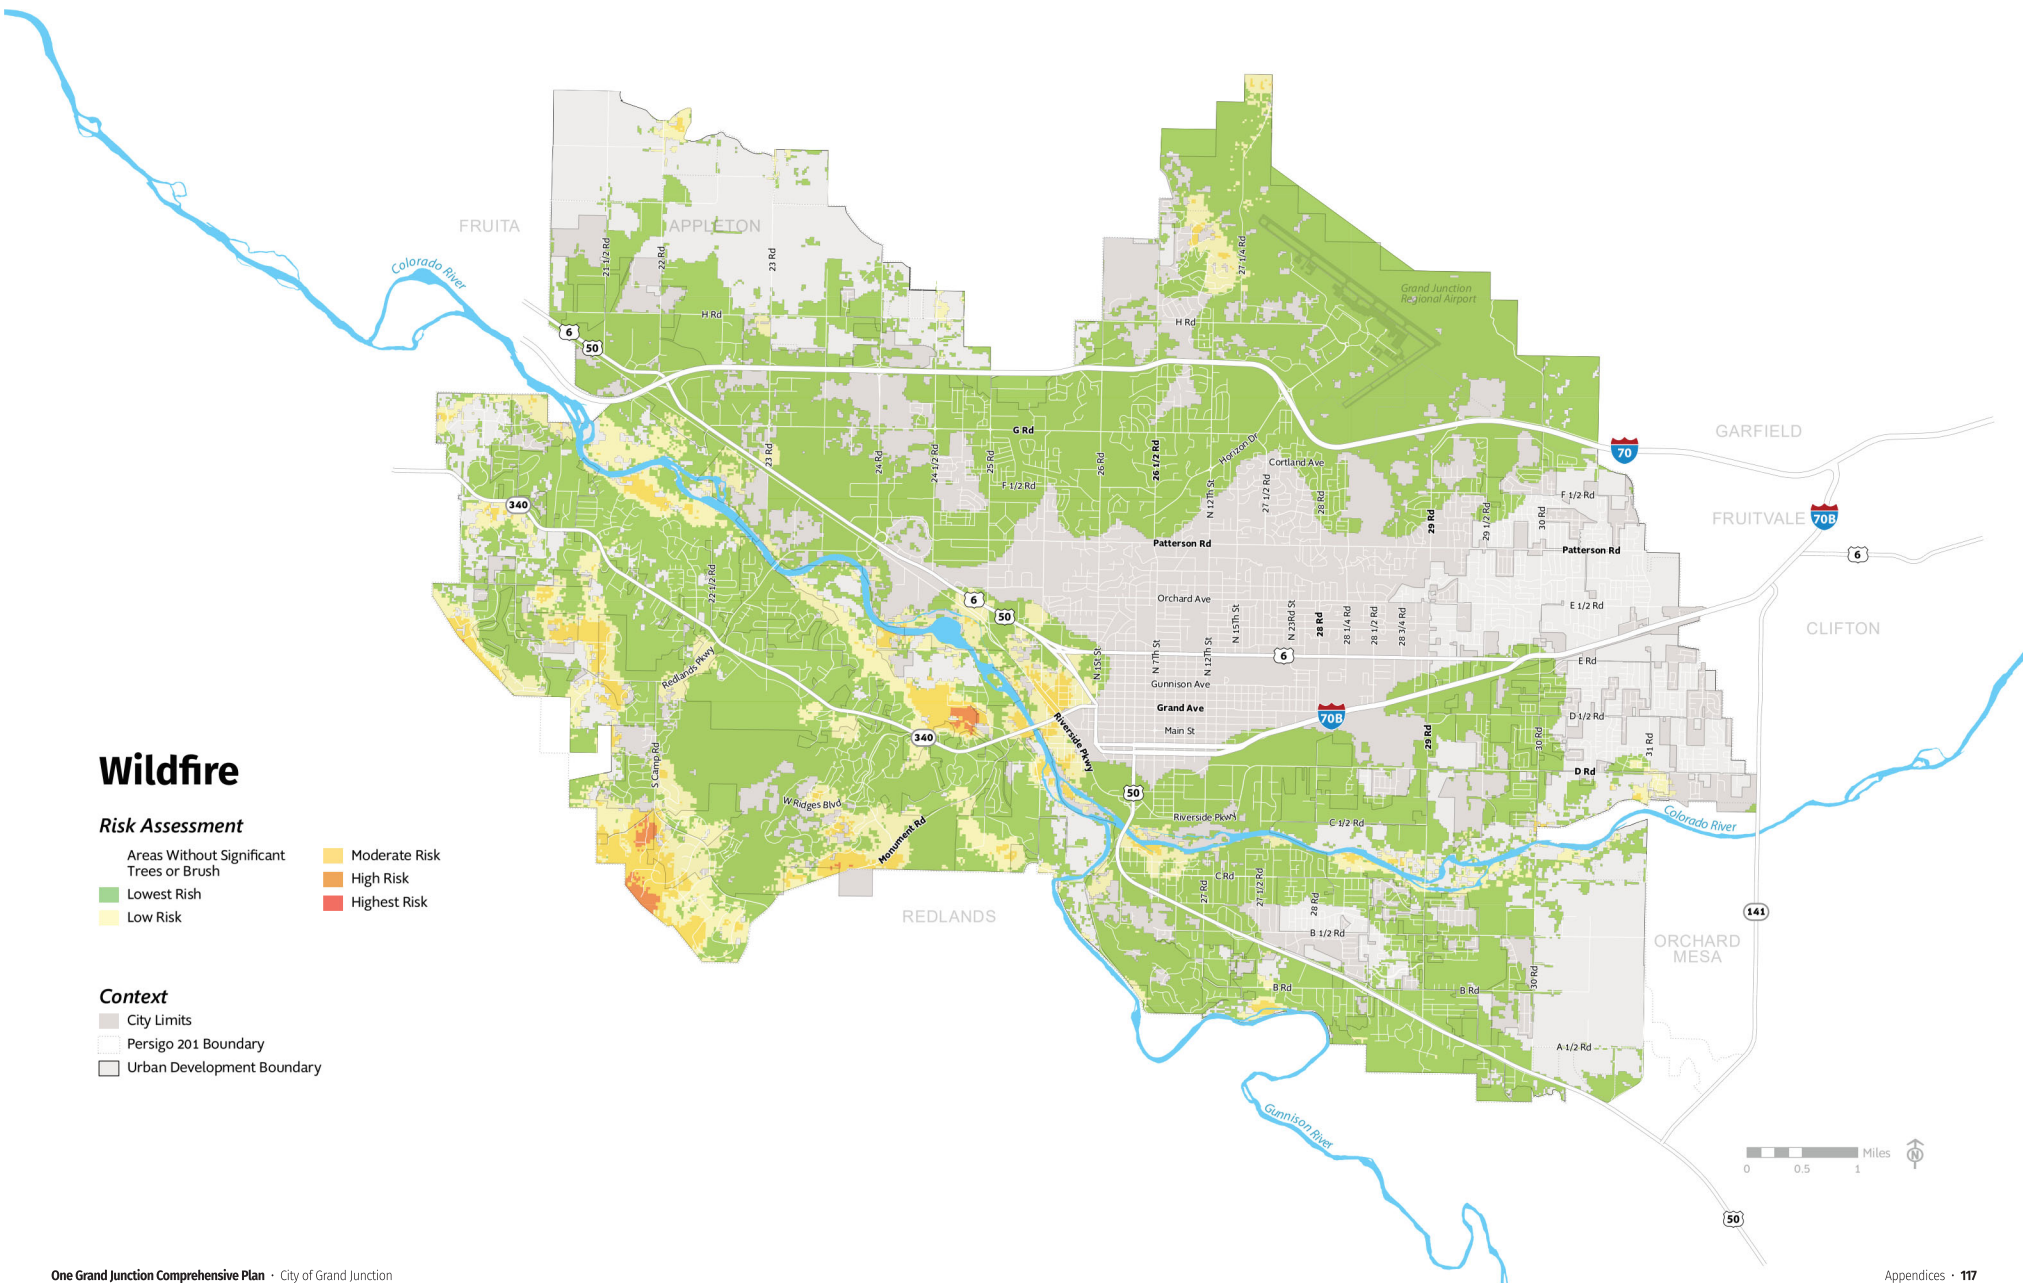 FRUITA
APPLETON
Colorado River
21 1/2 Rd
22 Rd
23 Rd
27 1/4 Rd
Grand Junction
Regional Airport
H Rd
H Rd
6
50
G Rd
Horizon Dr
GARFIELD
70
23 Rd
24 Rd
24 1/2 Rd
25 Rd
26 Rd
26 1/2 Rd
Cortland Ave
F 1/2 Rd
N 12Th St
27 1/2 Rd
28 Rd
F 1/2 Rd
340
29 Rd
29 1/2 Rd
30 Rd
FRUITVALE
70B
Patterson Rd
Patterson Rd
6
22 1/2 Rd
6
50
Orchard Ave
E 1/2 Rd
N 15Th St
N 23Rd St
28 Rd
28 1/4 Rd
28 1/2 Rd
28 3/4 Rd
CLIFTON
Redlands Pkwy
N 1St St
N 7Th St
N 12Th St
6
E Rd
Gunnison Ave
Grand Ave
70B
D 1/2 Rd
Main St
340
Riverside Pkwy
29 Rd
30 Rd
31 Rd
S Camp Rd
D Rd
Wildfire
50
W Ridges Blvd
Monument Rd
Riverside Pkwy
C 1/2 Rd
Colorado River
Risk Assessment
Areas Without Significant
Trees or Brush
Lowest Rish
Low Risk
Moderate Risk
High Risk
Highest Risk
C Rd
27 Rd
27 1/2 Rd
28 Rd
REDLANDS
141
B 1/2 Rd
ORCHARD
MESA
30 Rd
B Rd
B Rd
Context
City Limits
Persigo 201 Boundary
Urban Development Boundary
A 1/2 Rd
Gunnison River
Miles
N
0 0.5 1
50
One Grand Junction Comprehensive Plan · City of Grand Junction
Appendices · 117